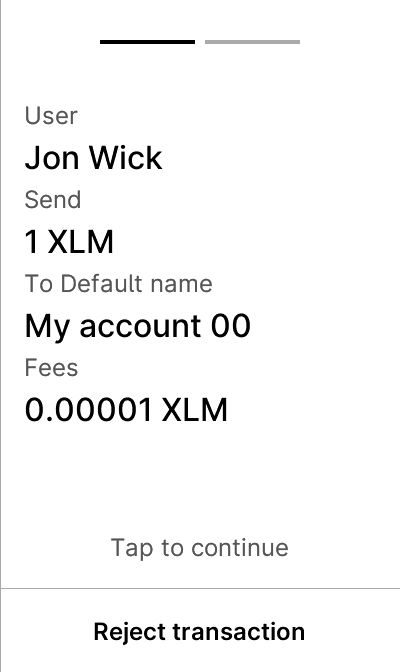 User
Jon Wick
Send
1 XLM
To Default name
My account 00
Fees
0.00001 XLM
Tap to continue
Reject transaction